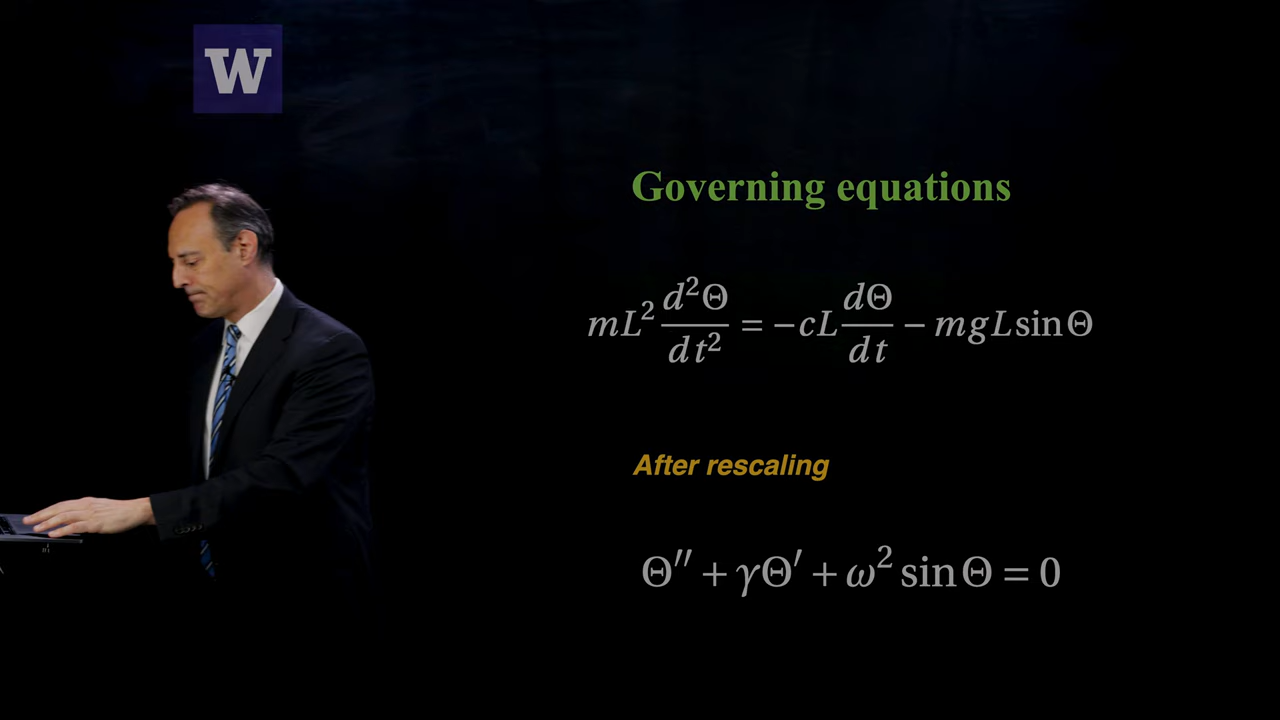 W
Governing equations
mL² d²Θ/dt² = −cL dΘ/dt − mgL sin Θ
After rescaling
Θ″ + γΘ′ + ω² sin Θ = 0